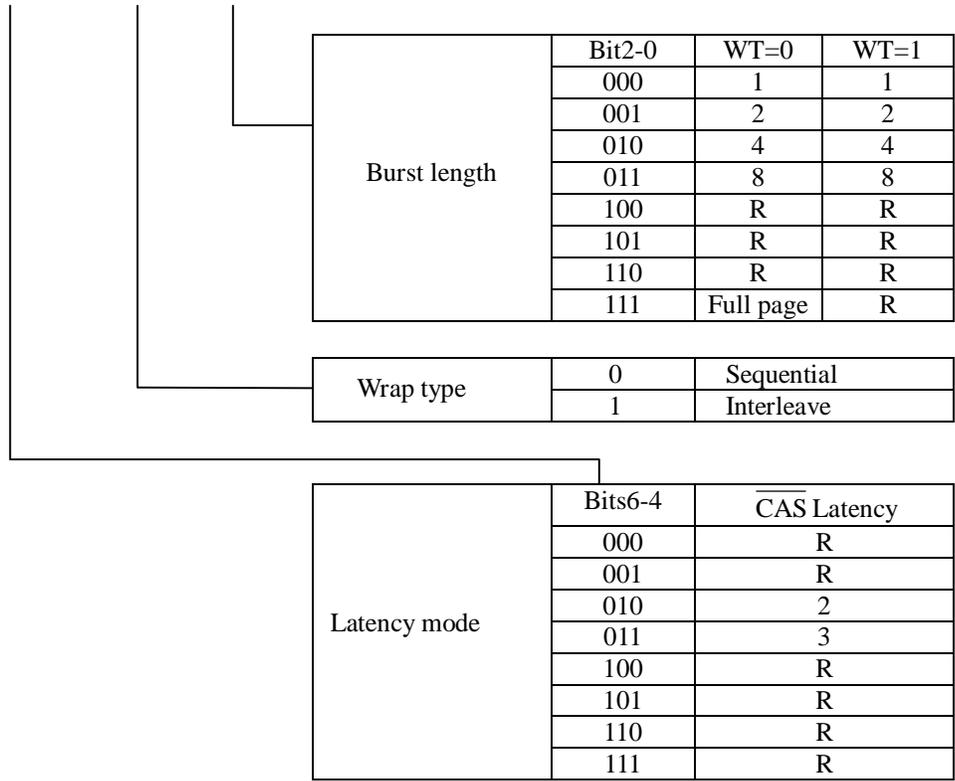 Bit2-0 WT=0 WT=1
000 1 1
001 2 2
010 4 4
Burst length 011 8 8
100 R R
101 R R
110 R R
111 Full page R
Wrap type 0 Sequential
1 Interleave
Bits6-4 CAS Latency
000 R
001 R
010 2
Latency mode 011 3
100 R
101 R
110 R
111 R